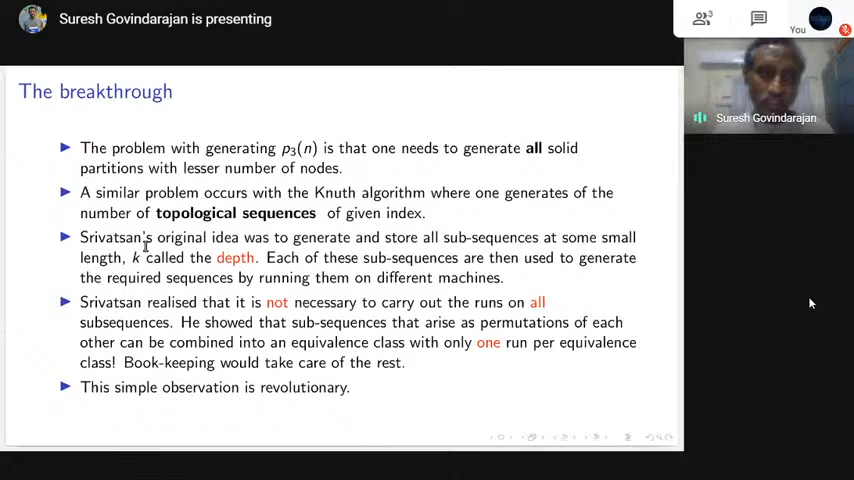 Suresh Govindarajan is presenting
3
You
Suresh Govindarajan
The breakthrough
The problem with generating p₃(n) is that one needs to generate all solid
partitions with lesser number of nodes.
A similar problem occurs with the Knuth algorithm where one generates of the
number of topological sequences of given index.
Srivatsan's original idea was to generate and store all sub-sequences at some small
length, k called the depth. Each of these sub-sequences are then used to generate
the required sequences by running them on different machines.
Srivatsan realised that it is not necessary to carry out the runs on all
subsequences. He showed that sub-sequences that arise as permutations of each
other can be combined into an equivalence class with only one run per equivalence
class! Book-keeping would take care of the rest.
This simple observation is revolutionary.